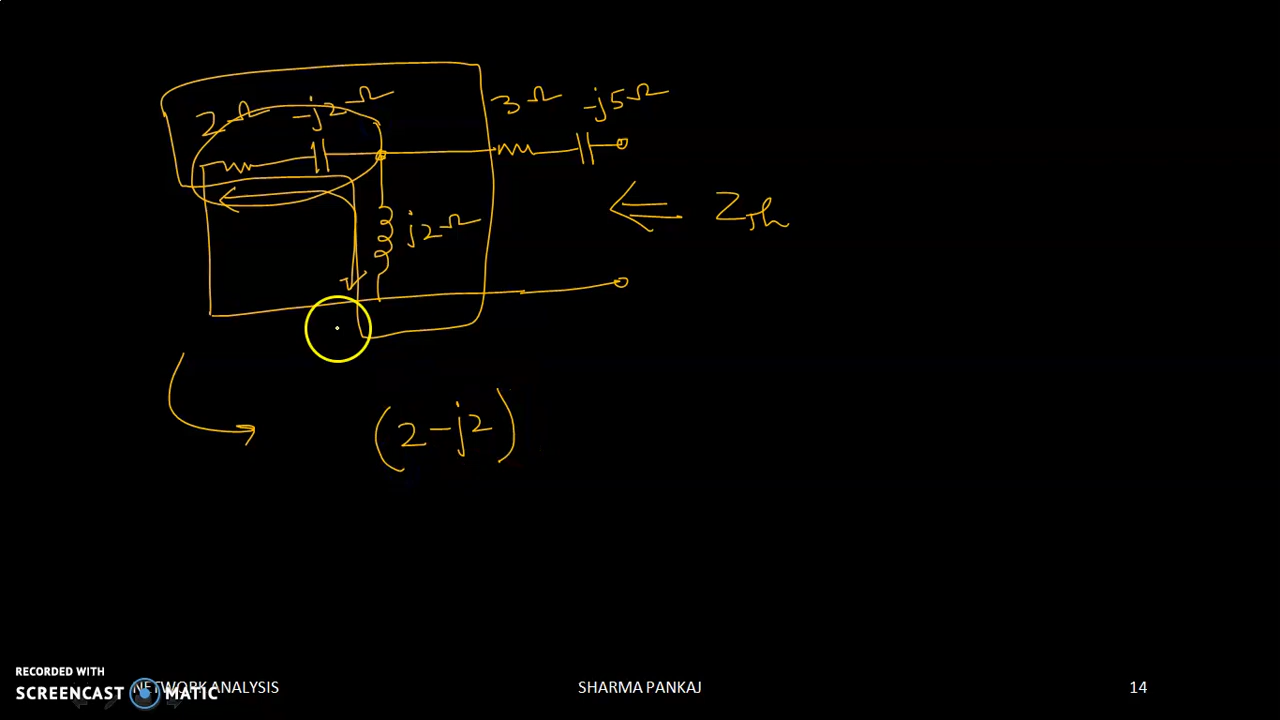 2Ω -j2Ω 3Ω -j5Ω
⇐ Zth
j2Ω
(2-j2)
RECORDED WITH
SCREENCAST MATIC
NETWORK ANALYSIS SHARMA PANKAJ 14